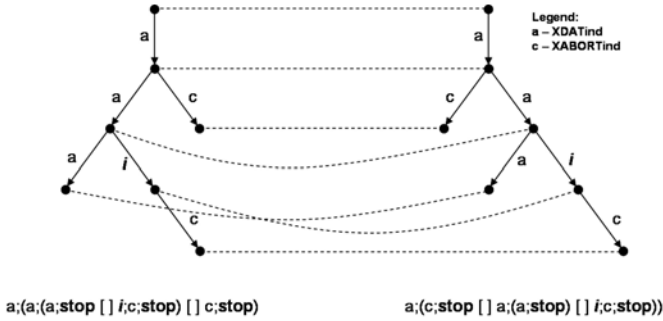 a
a
Legend:
a – XDATind
c – XABORTind
a
c
c
a
a
i
a
i
c
c
a;(a;(a;stop [ ] i;c;stop) [ ] c;stop)
a;(c;stop [ ] a;(a;stop) [ ] i;c;stop))